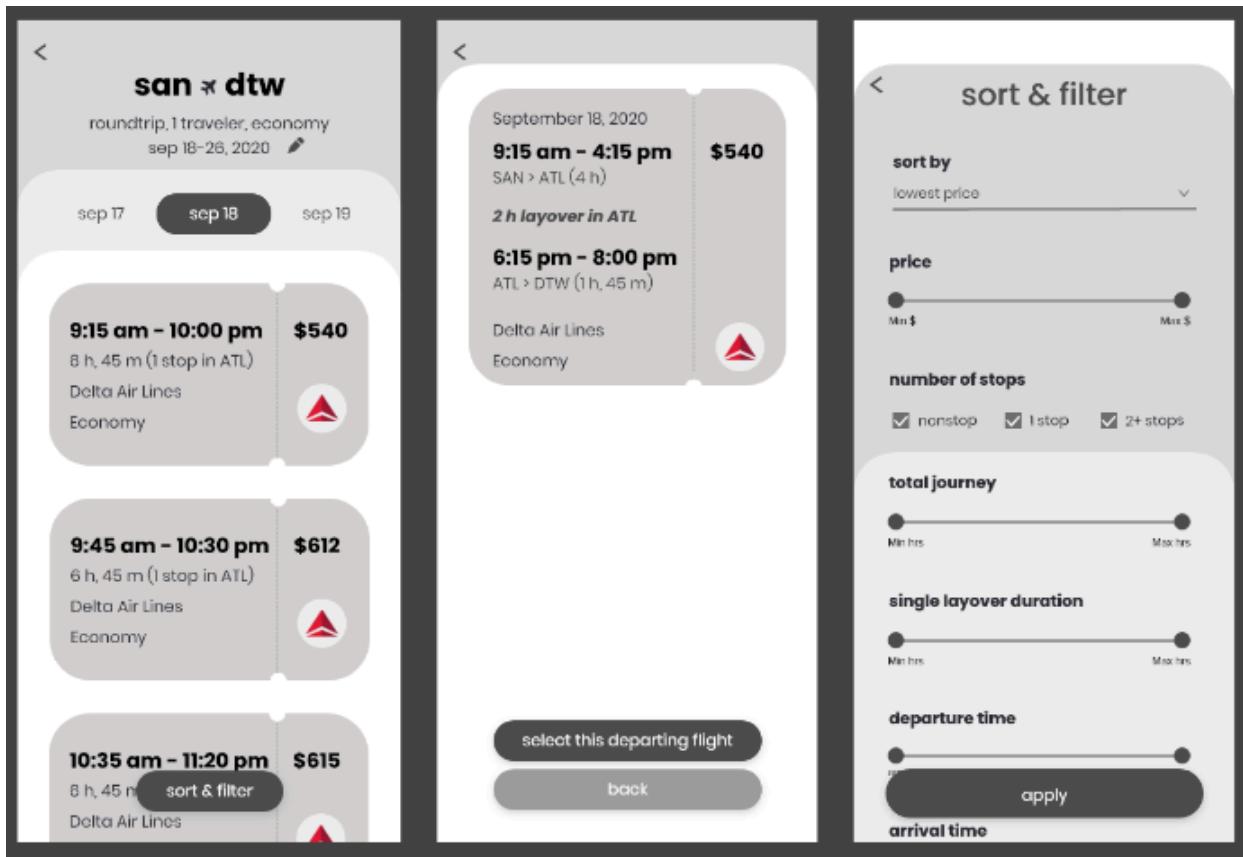 san dtw
roundtrip, 1 traveler, economy
sep 18-26, 2020
sep 17 sep 18 sep 19
9:15 am - 10:00 pm $540
8 h, 45 m (1 stop in ATL)
Delta Air Lines
Economy
9:45 am - 10:30 pm $612
6 h, 45 m (1 stop in ATL)
Delta Air Lines
Economy
10:35 am - 11:20 pm $615
8 h, 45 m
sort & filter
Delta Air Lines
September 18, 2020
9:15 am - 4:15 pm $540
SAN > ATL (4 h)
2 h layover in ATL
6:15 pm - 8:00 pm
ATL > DTW (1 h, 45 m)
Delta Air Lines
Economy
select this departing flight
back
sort & filter
sort by
lowest price
price
Min $ Max $
number of stops
nonstop 1 stop 2+ stops
total journey
Min hrs Max hrs
single layover duration
Min hrs Max hrs
departure time
apply
arrival time